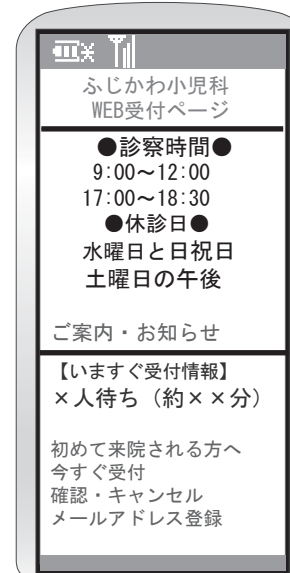 ふじかわ小児科
WEB受付ページ
●診察時間●
9:00～12:00
17:00～18:30
●休診日●
水曜日と日祝日
土曜日の午後
ご案内・お知らせ
【いますぐ受付情報】
×人待ち（約××分）
初めて来院される方へ
今すぐ受付
確認・キャンセル
メールアドレス登録